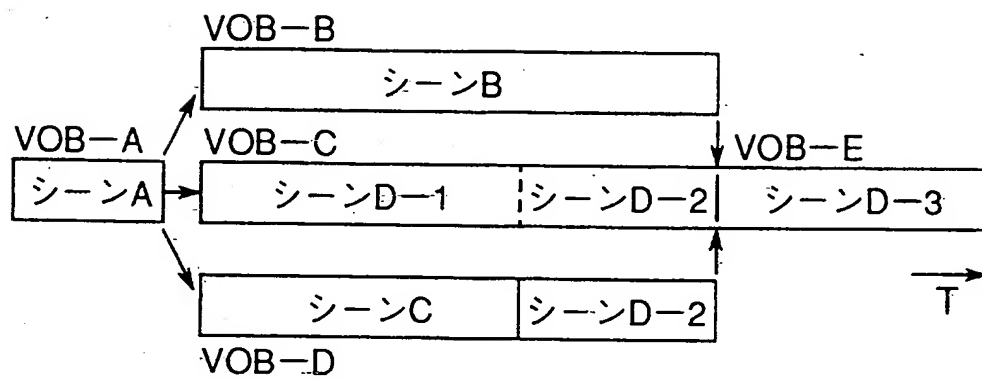 VOB—B
シーンB
VOB—A
VOB—C
VOB—E
シーンA
シーンD—1
シーンD—2
シーンD—3
シーンC
シーンD—2
T
VOB—D